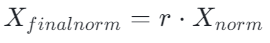 X_{finalnorm} = r · X_{norm}